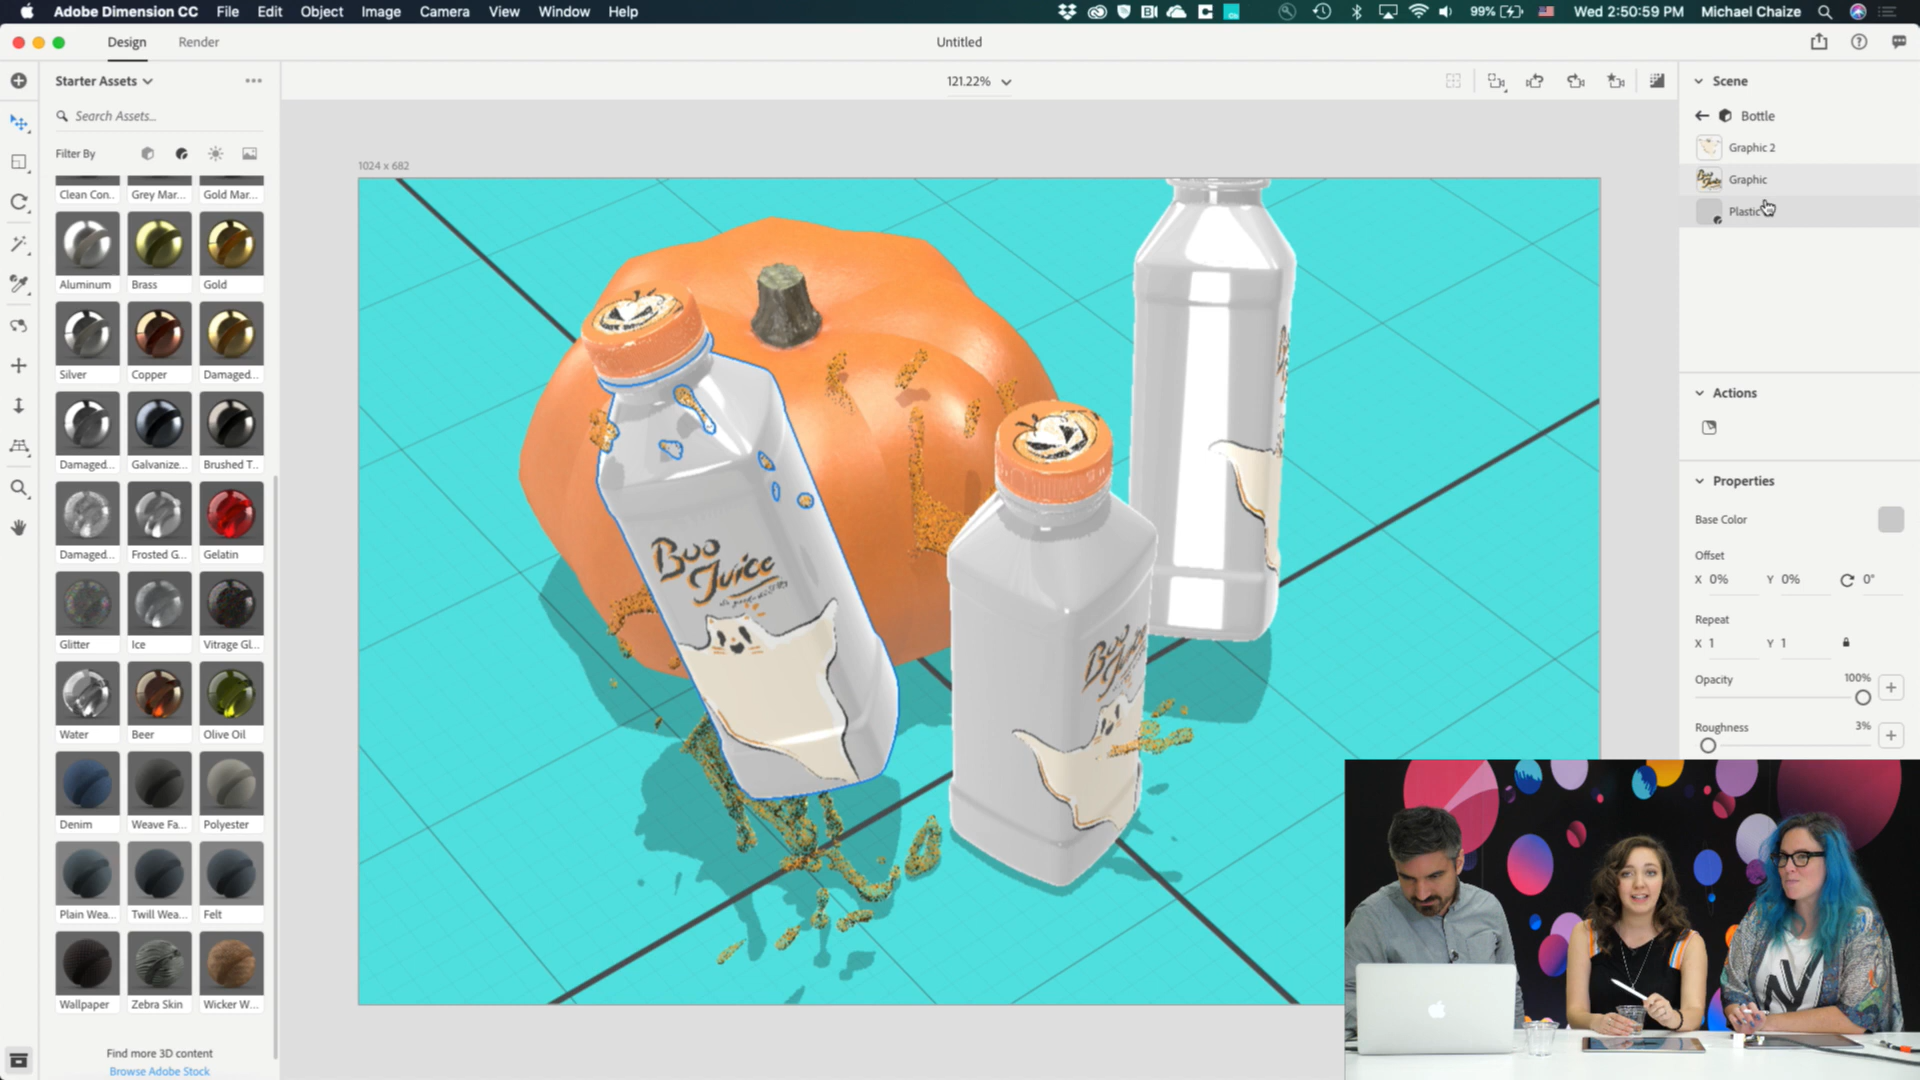 Adobe Dimension CC File Edit Object Image Camera View Window Help 99% Wed 2:50:59 PM Michael Chaize
Design Render Untitled
Starter Assets 121.22% Scene
Search Assets... Bottle
Filter By Graphic 2
1024 x 682
Graphic
Clean Con... Grey Mar... Gold Mar...
Plastic
Aluminum Brass Gold
Silver Copper Damaged...
Actions
Damaged... Galvanize... Brushed T...
Properties
Base Color
Damaged... Frosted G... Gelatin
Offset
X 0% Y 0% 0°
Glitter Ice Vitrage Gl...
Repeat
X 1 Y 1
Opacity 100%
Roughness 3%
Water Beer Olive Oil
Denim Weave Fa... Polyester
Plain Wea... Twill Wea... Felt
Wallpaper Zebra Skin Wicker W...
Find more 3D content
Browse Adobe Stock
Boo
Juice
Boo